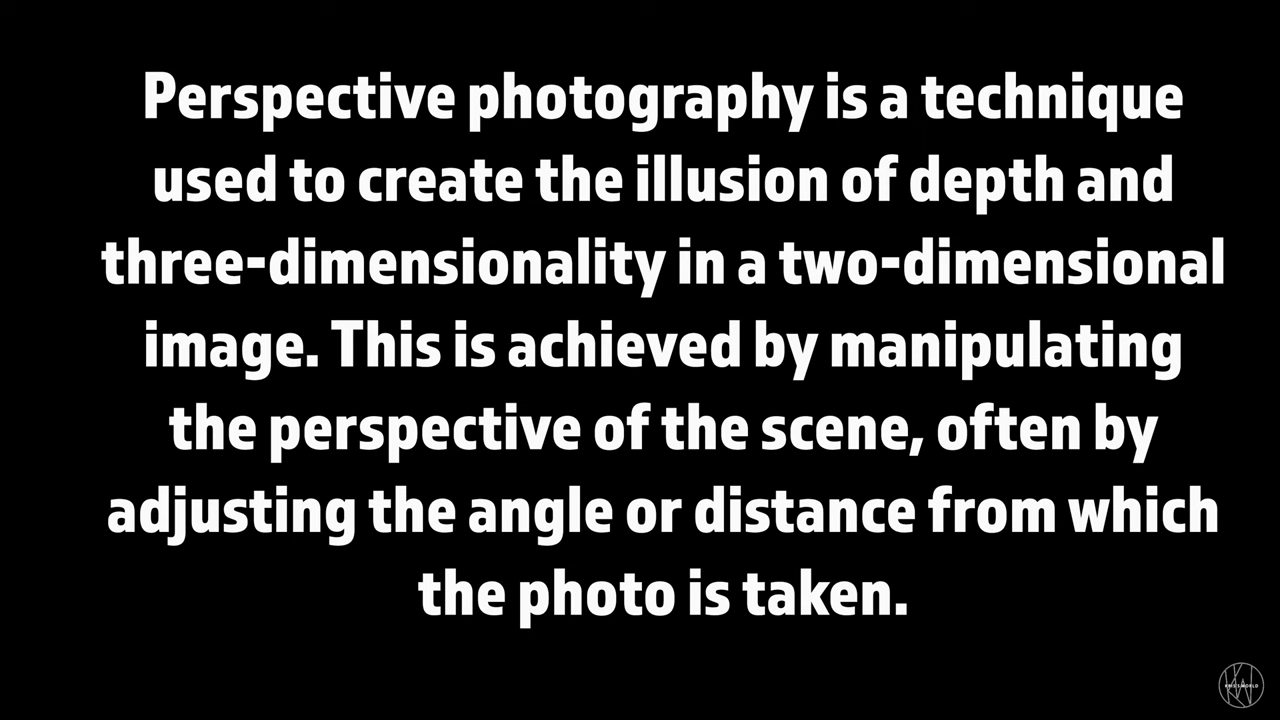 Perspective photography is a technique
used to create the illusion of depth and
three-dimensionality in a two-dimensional
image. This is achieved by manipulating
the perspective of the scene, often by
adjusting the angle or distance from which
the photo is taken.
KRIS'S WORLD